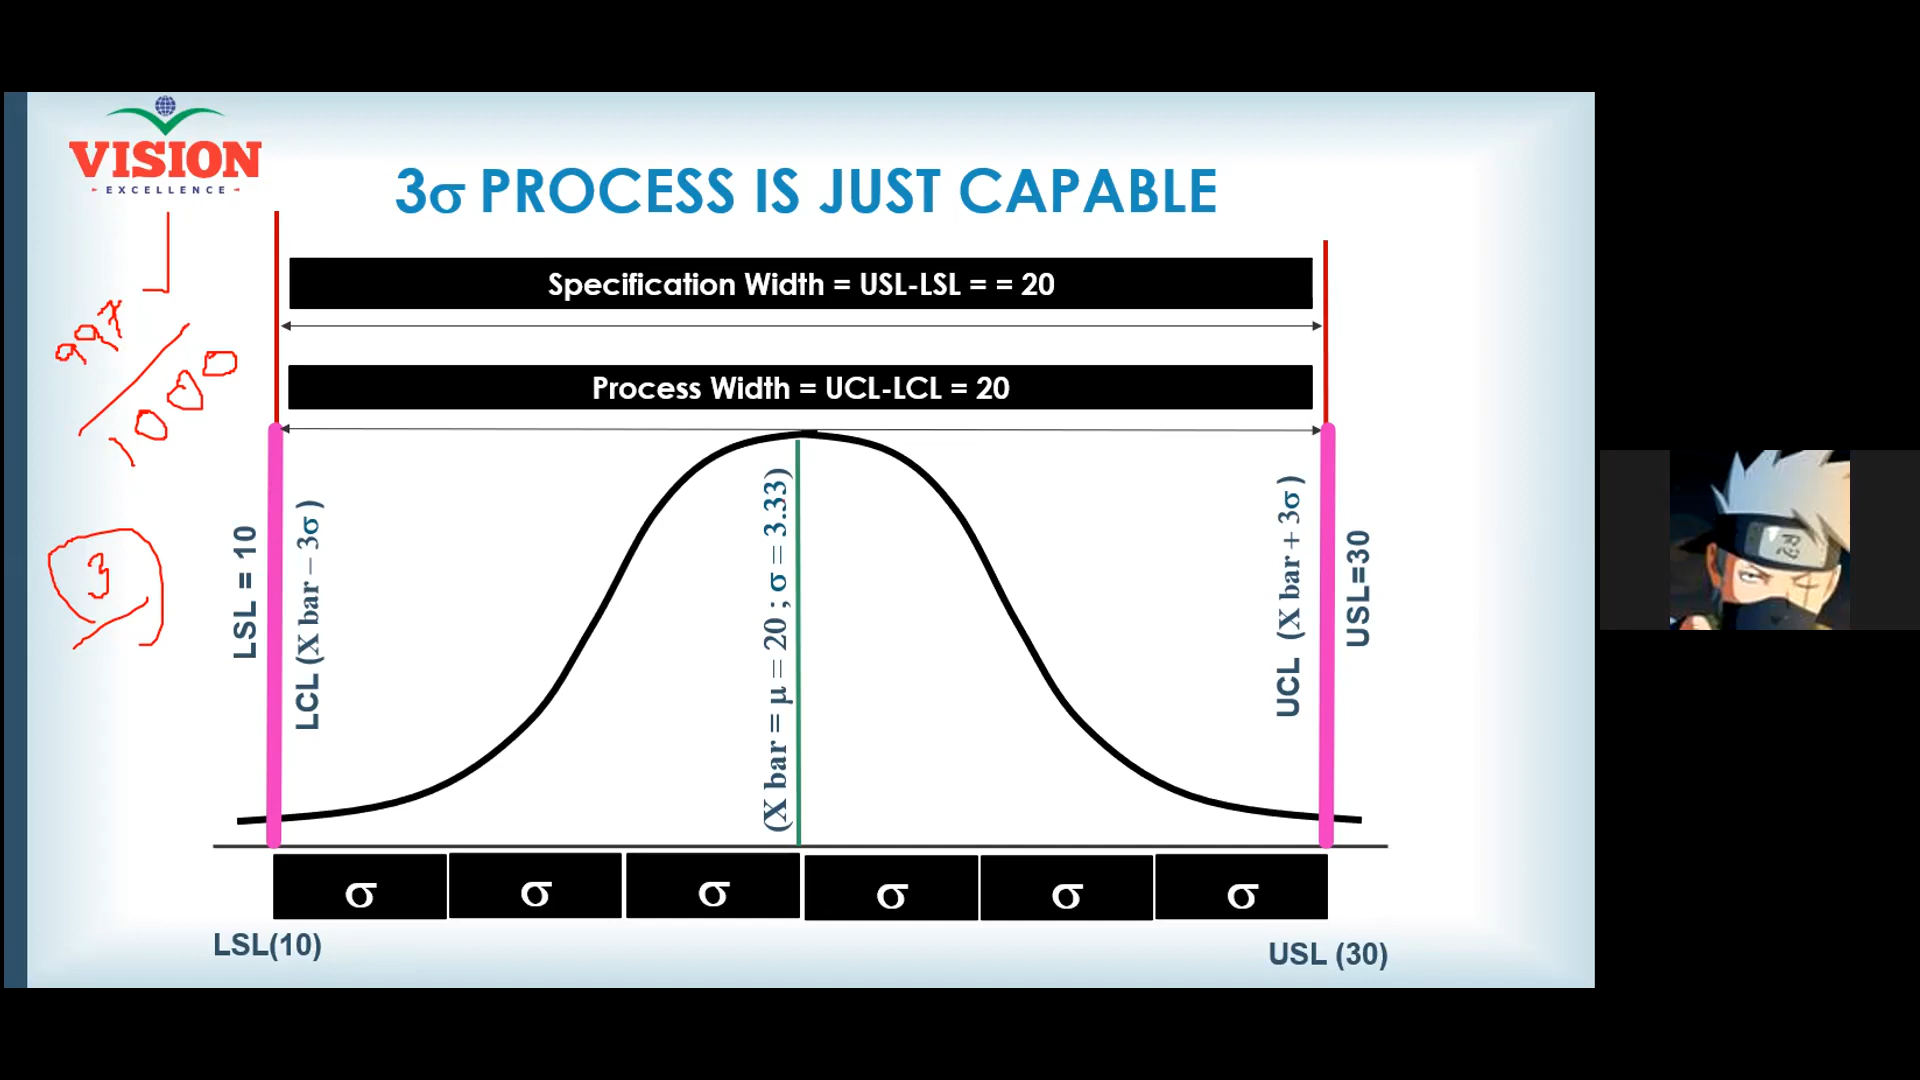 VISION
EXCELLENCE
3σ PROCESS IS JUST CAPABLE
Specification Width = USL-LSL = = 20
Process Width = UCL-LCL = 20
997
1000
3
LSL = 10
LCL (X bar – 3σ )
(X bar = μ = 20 ; σ = 3.33)
UCL (X bar + 3σ )
USL=30
σ σ σ σ σ σ
LSL(10)
USL (30)